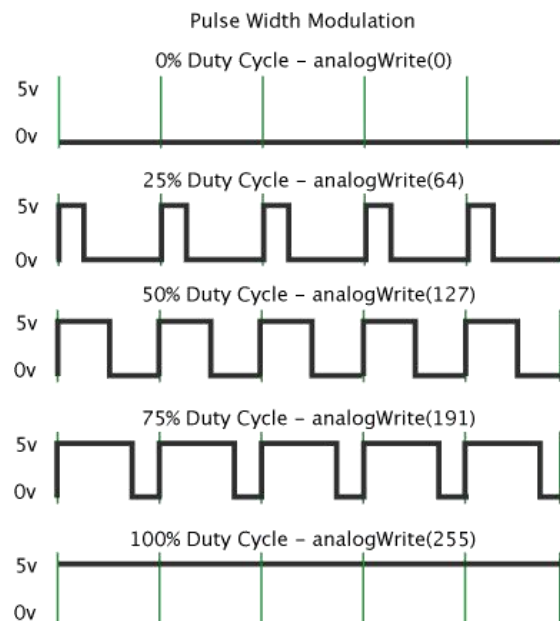 Pulse Width Modulation
0% Duty Cycle – analogWrite(0)
5v
0v
25% Duty Cycle – analogWrite(64)
5v
0v
50% Duty Cycle – analogWrite(127)
5v
0v
75% Duty Cycle – analogWrite(191)
5v
0v
100% Duty Cycle – analogWrite(255)
5v
0v